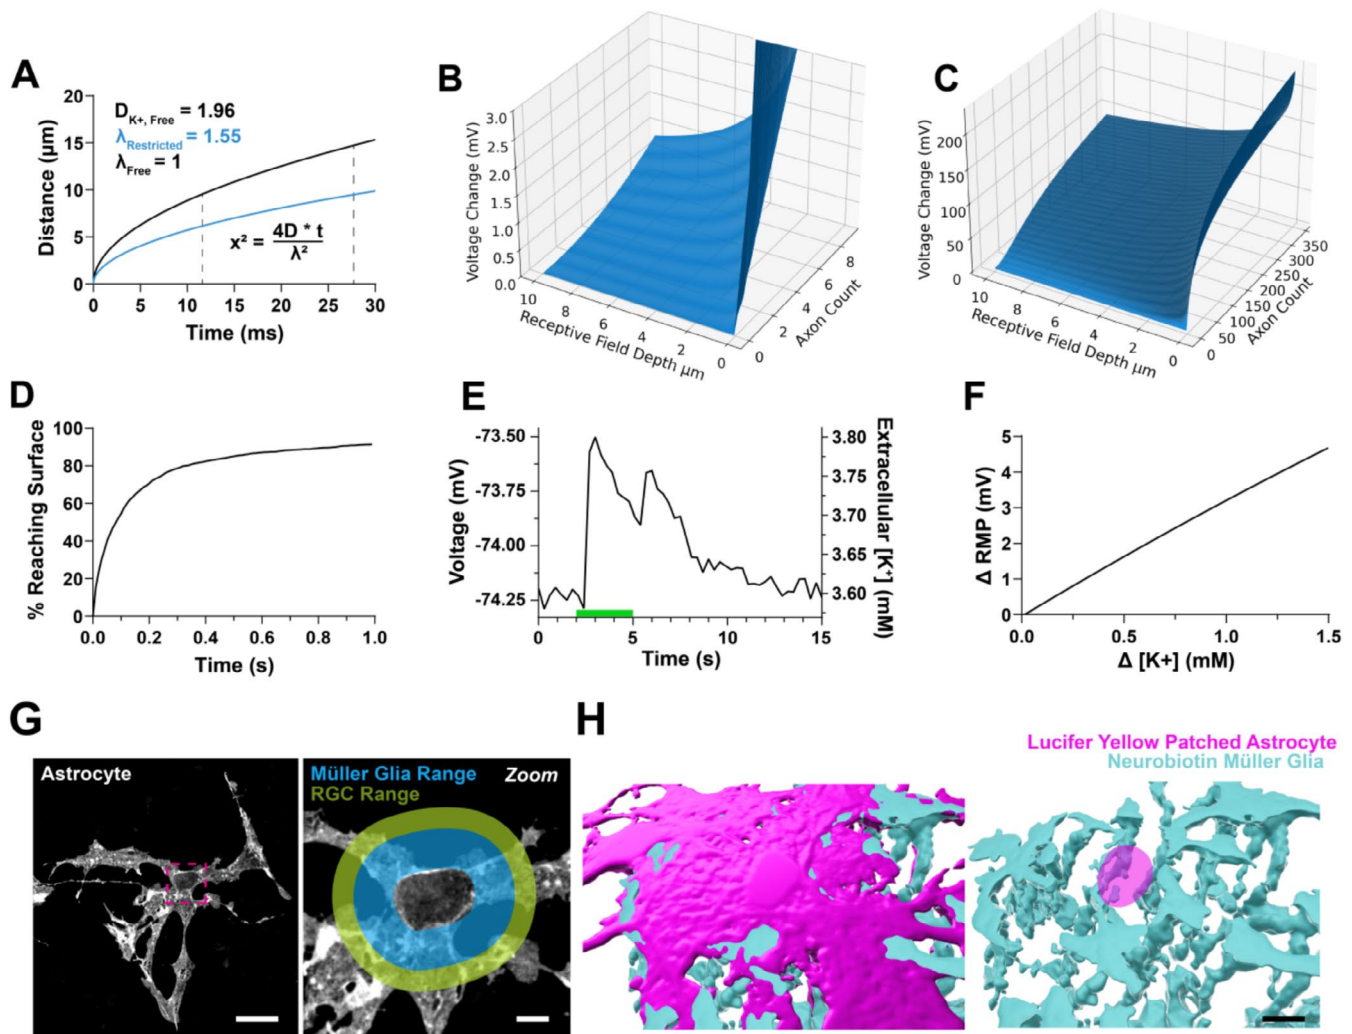 A
20
15
10
5
0
Distance (µm)
D K+, Free = 1.96
λ Restricted = 1.55
λ Free = 1
x² = 4D * t / λ²
0 5 10 15 20 25 30
Time (ms)
B
3.0
2.5
2.0
1.5
1.0
0.5
0.0
Voltage Change (mV)
10 8 6 4 2 0
Receptive Field Depth µm
0 2 4 6 8
Axon Count
C
200
150
100
50
0
Voltage Change (mV)
10 8 6 4 2 0
Receptive Field Depth µm
0 50 100 150 200 250 300 350
Axon Count
D
100
80
60
40
20
0
% Reaching Surface
0.0 0.2 0.4 0.6 0.8 1.0
Time (s)
E
-73.50
-73.75
-74.00
-74.25
Voltage (mV)
3.80
3.75
3.70
3.65
3.60
Extracellular [K⁺] (mM)
0 5 10 15
Time (s)
F
5
4
3
2
1
0
Δ RMP (mV)
0.0 0.5 1.0 1.5
Δ [K+] (mM)
G
Astrocyte
Müller Glia Range
RGC Range
Zoom
H
Lucifer Yellow Patched Astrocyte
Neurobiotin Müller Glia